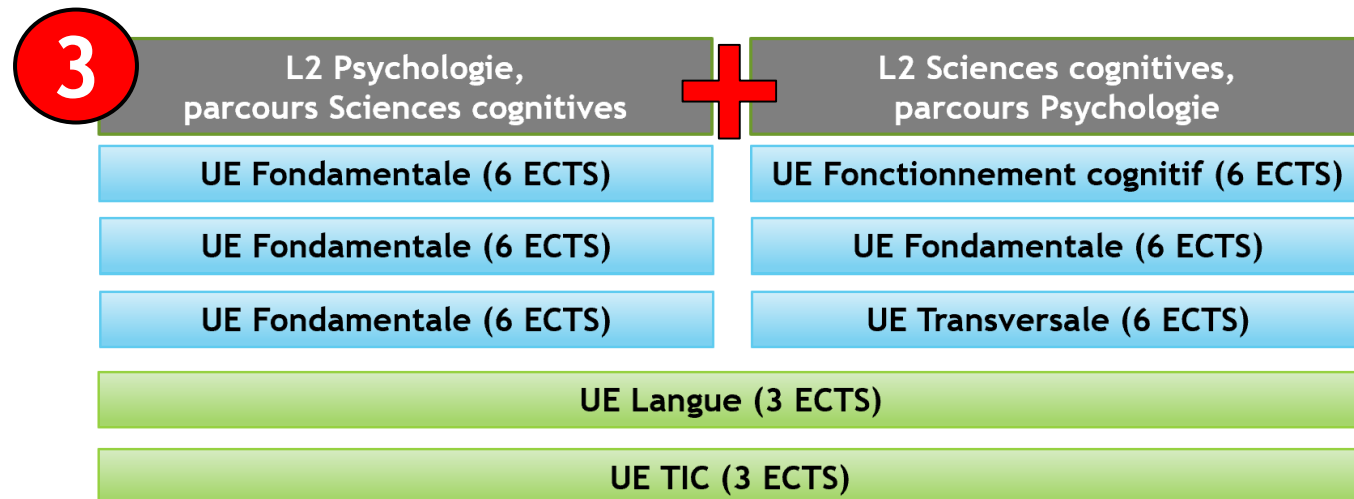 3
L2 Psychologie,
parcours Sciences cognitives
L2 Sciences cognitives,
parcours Psychologie
UE Fondamentale (6 ECTS)
UE Fonctionnement cognitif (6 ECTS)
UE Fondamentale (6 ECTS)
UE Fondamentale (6 ECTS)
UE Fondamentale (6 ECTS)
UE Transversale (6 ECTS)
UE Langue (3 ECTS)
UE TIC (3 ECTS)